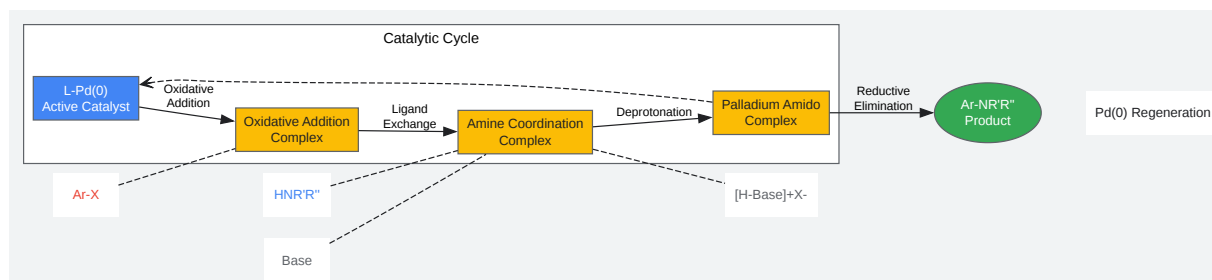 Catalytic Cycle
L-Pd(0)
Active Catalyst
Oxidative
Addition
Oxidative Addition
Complex
Ligand
Exchange
Amine Coordination
Complex
Deprotonation
Palladium Amido
Complex
Reductive
Elimination
Ar-NR'R"
Product
Pd(0) Regeneration
Ar-X
HNR'R"
[H-Base]+X-
Base